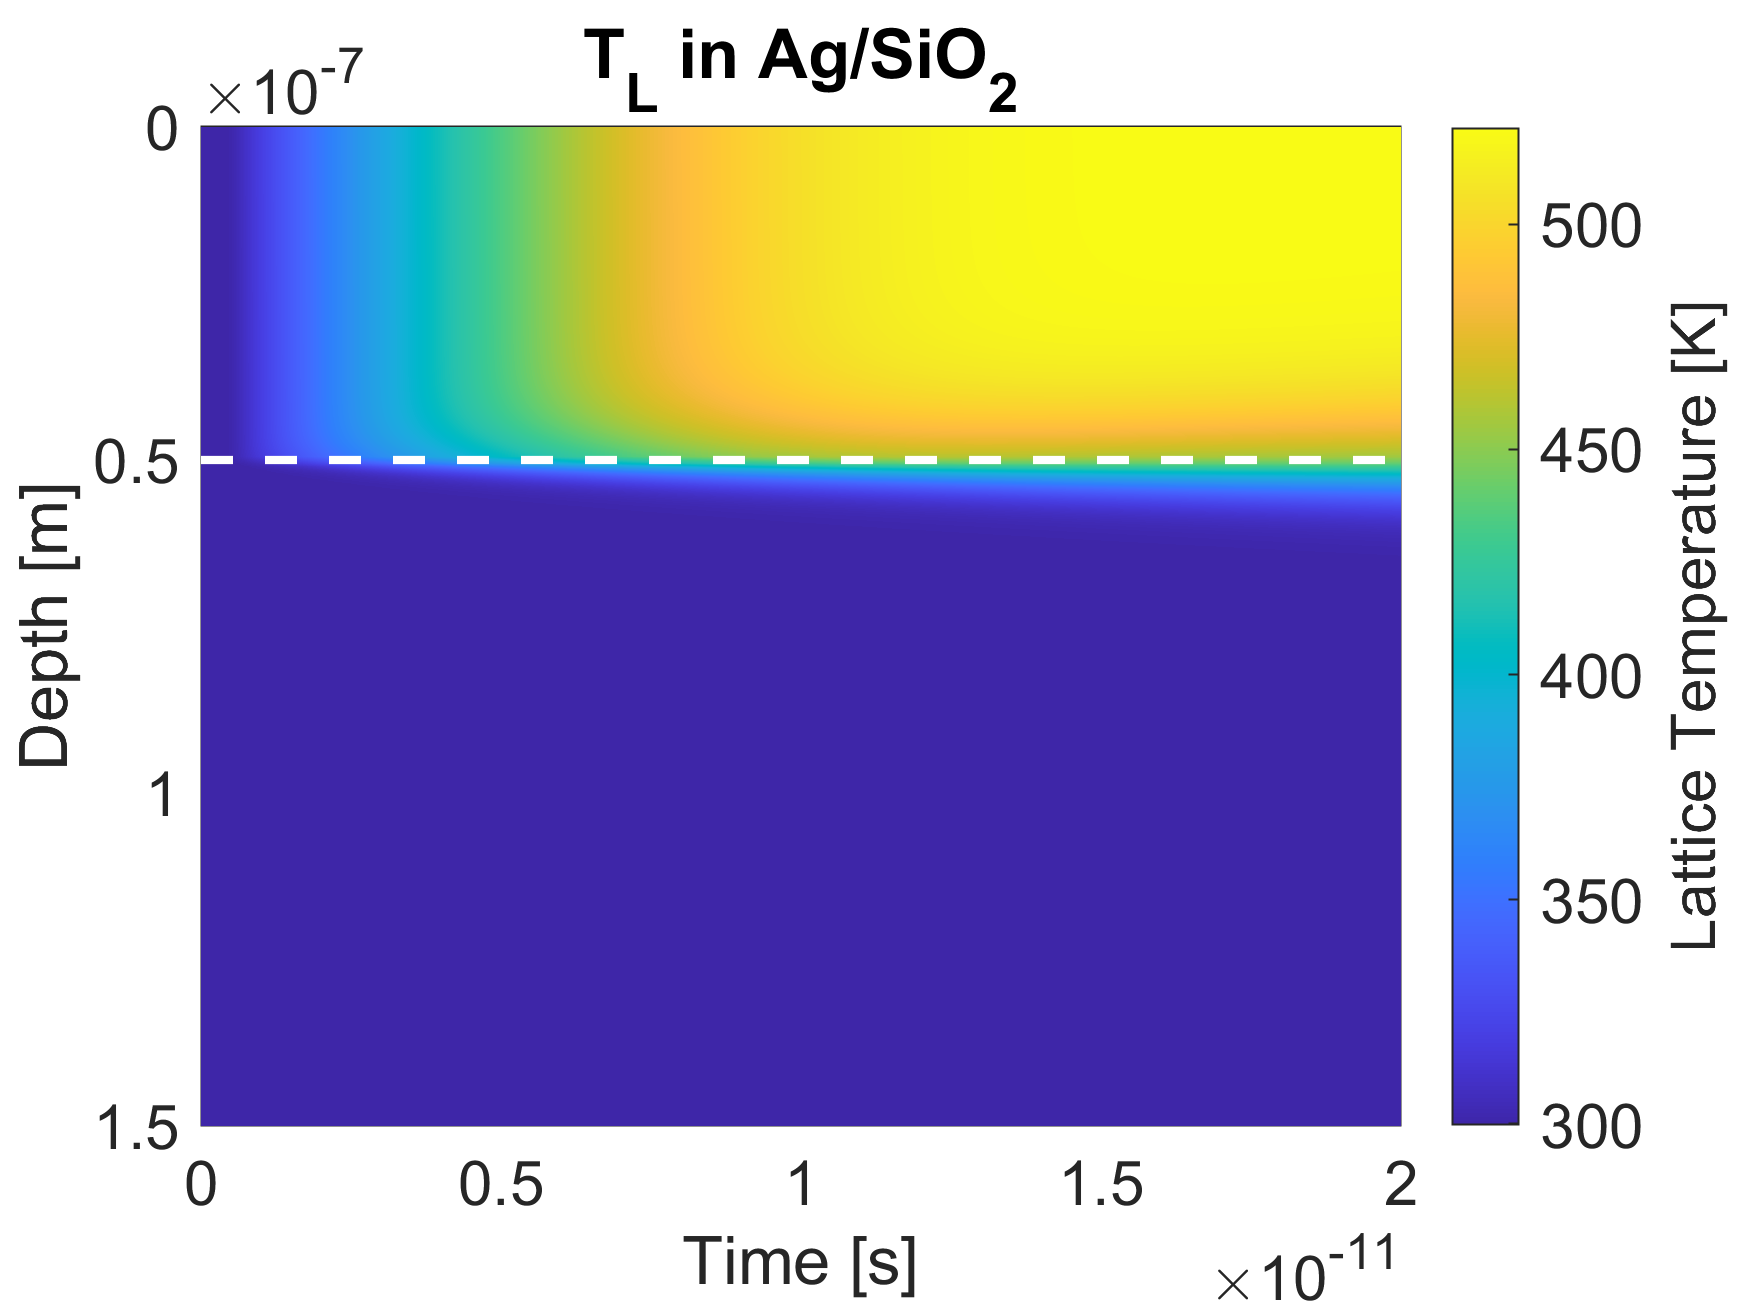 T_L in Ag/SiO_2
×10^-7
0
0.5
1
1.5
Depth [m]
0 0.5 1 1.5 2
Time [s]
×10^-11
500
450
400
350
300
Lattice Temperature [K]